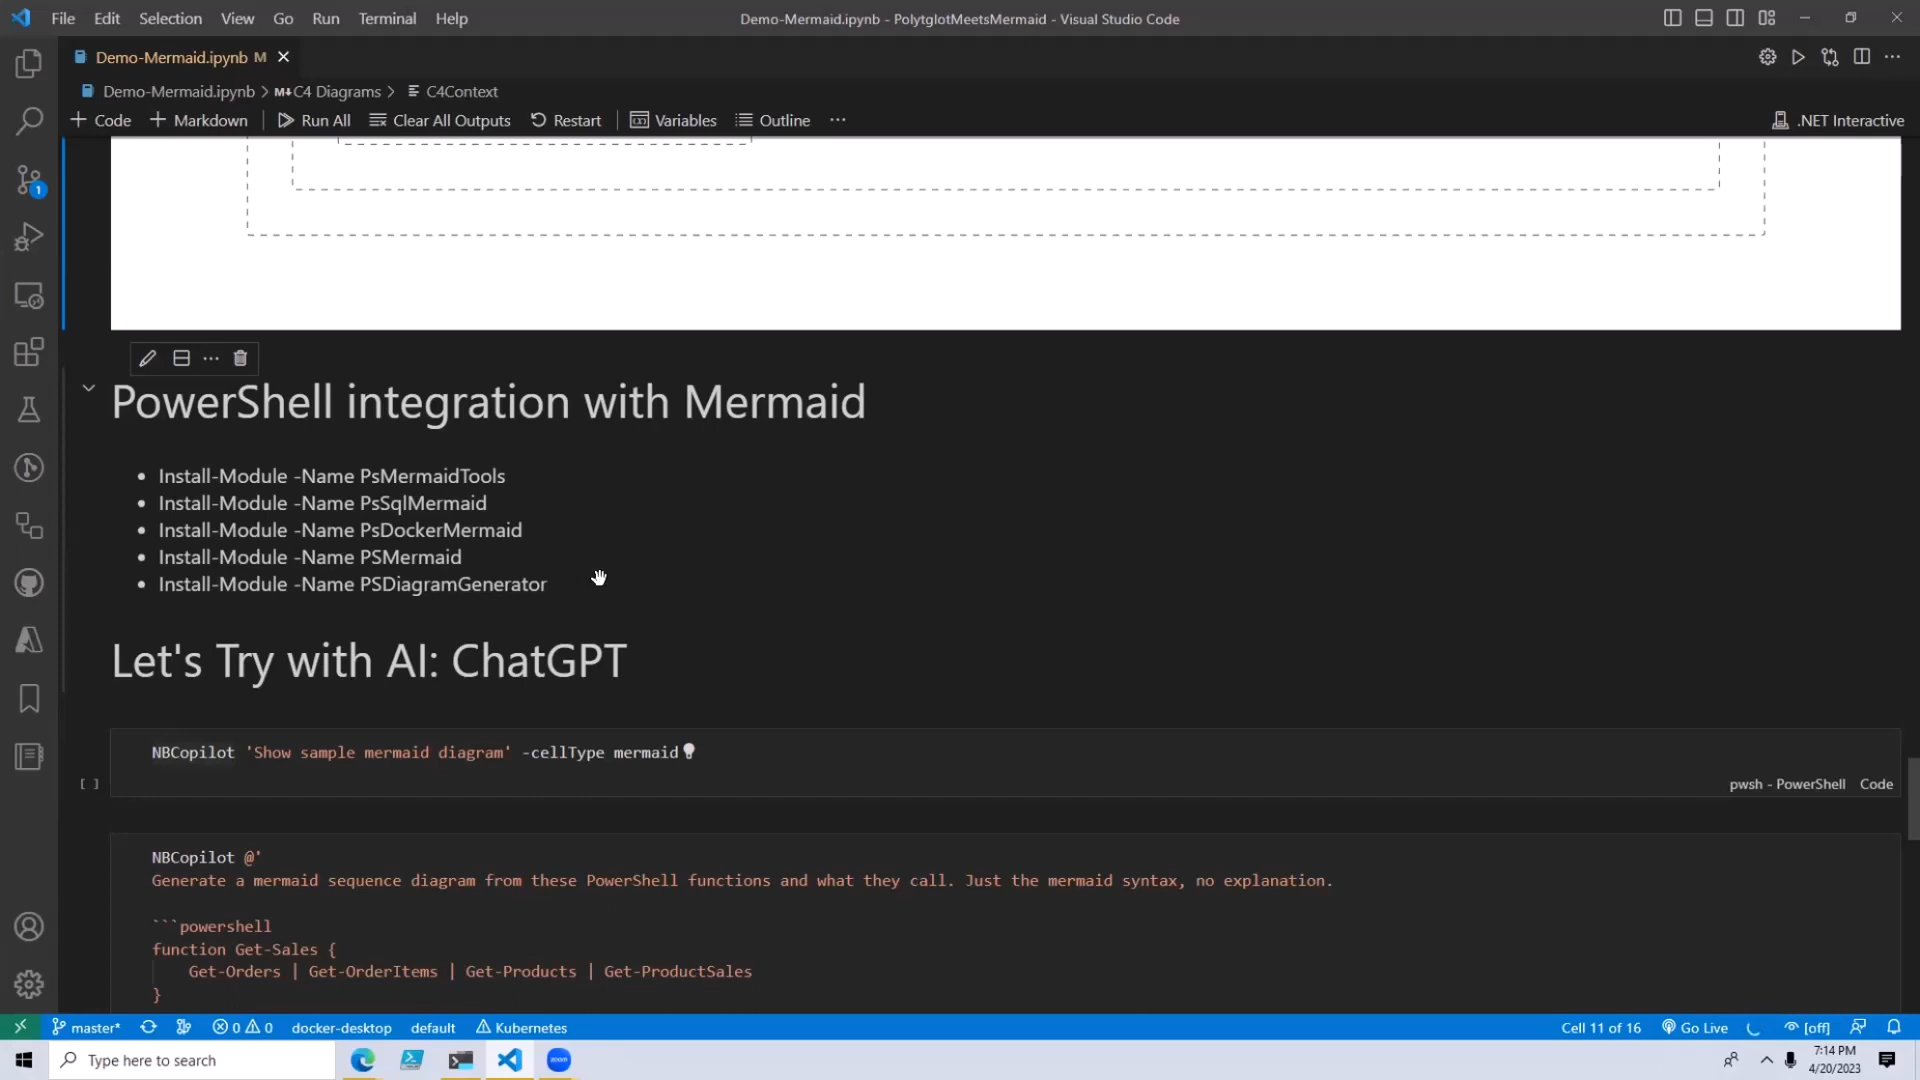 File Edit Selection View Go Run Terminal Help
Demo-Mermaid.ipynb - PolytglotMeetsMermaid - Visual Studio Code
Demo-Mermaid.ipynb M
Demo-Mermaid.ipynb > M↓C4 Diagrams > C4Context
Code Markdown Run All Clear All Outputs Restart Variables Outline ··· .NET Interactive
1
PowerShell integration with Mermaid
• Install-Module -Name PsMermaidTools
• Install-Module -Name PsSqlMermaid
• Install-Module -Name PsDockerMermaid
• Install-Module -Name PSMermaid
• Install-Module -Name PSDiagramGenerator
Let's Try with AI: ChatGPT
NBCopilot 'Show sample mermaid diagram' -cellType mermaid
[ ] pwsh - PowerShell Code
NBCopilot @'
Generate a mermaid sequence diagram from these PowerShell functions and what they call. Just the mermaid syntax, no explanation.
```powershell
function Get-Sales {
Get-Orders | Get-OrderItems | Get-Products | Get-ProductSales
}
master* 0 0 docker-desktop default Kubernetes Cell 11 of 16 Go Live [off]
Type here to search
zoom
7:14 PM
4/20/2023